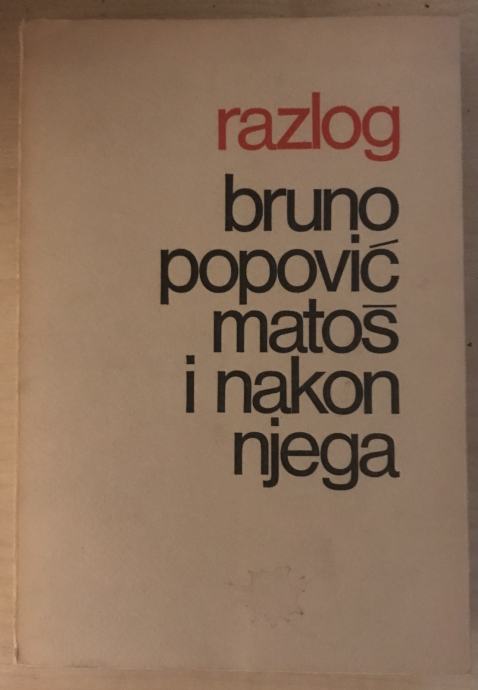 razlog
bruno
popović
matoš
i nakon
njega